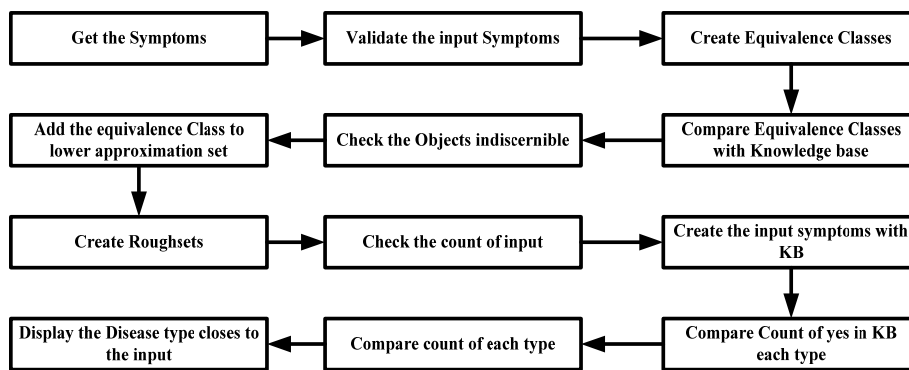 Get the Symptoms
Validate the input Symptoms
Create Equivalence Classes
Compare Equivalence Classes
with Knowledge base
Check the Objects indiscernible
Add the equivalence Class to
lower approximation set
Create Roughsets
Check the count of input
Create the input symptoms with
KB
Compare Count of yes in KB
each type
Compare count of each type
Display the Disease type closes to
the input